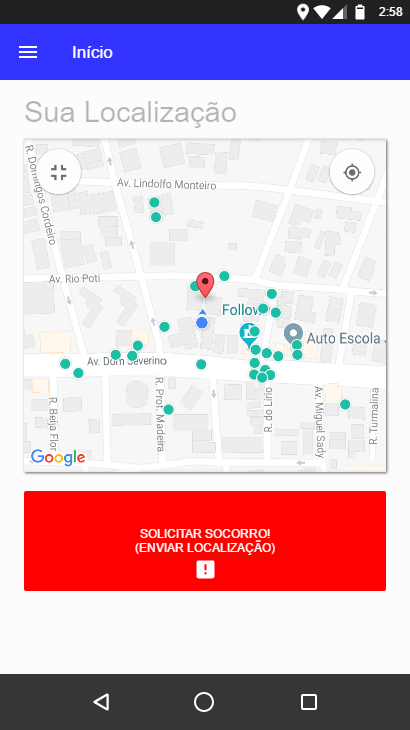 2:58
Início
Sua Localização
R. Domingos Cordeiro
Av. Lindolfo Monteiro
Av. Rio Poti
Follow
Auto Escola J
Av. Dom Severino
R. Beija Flor
R. Prof. Madeira
R. do Lírio
Av. Miguel Sady
R. Turmalina
Google
SOLICITAR SOCORRO!
(ENVIAR LOCALIZAÇÃO)